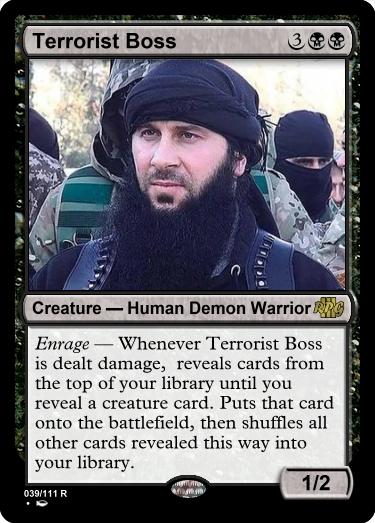 Terrorist Boss 3
Creature — Human Demon Warrior RPG
Enrage — Whenever Terrorist Boss
is dealt damage,  reveals cards from
the top of your library until you
reveal a creature card. Puts that card
onto the battlefield, then shuffles all
other cards revealed this way into
your library.
1/2
039/111 R